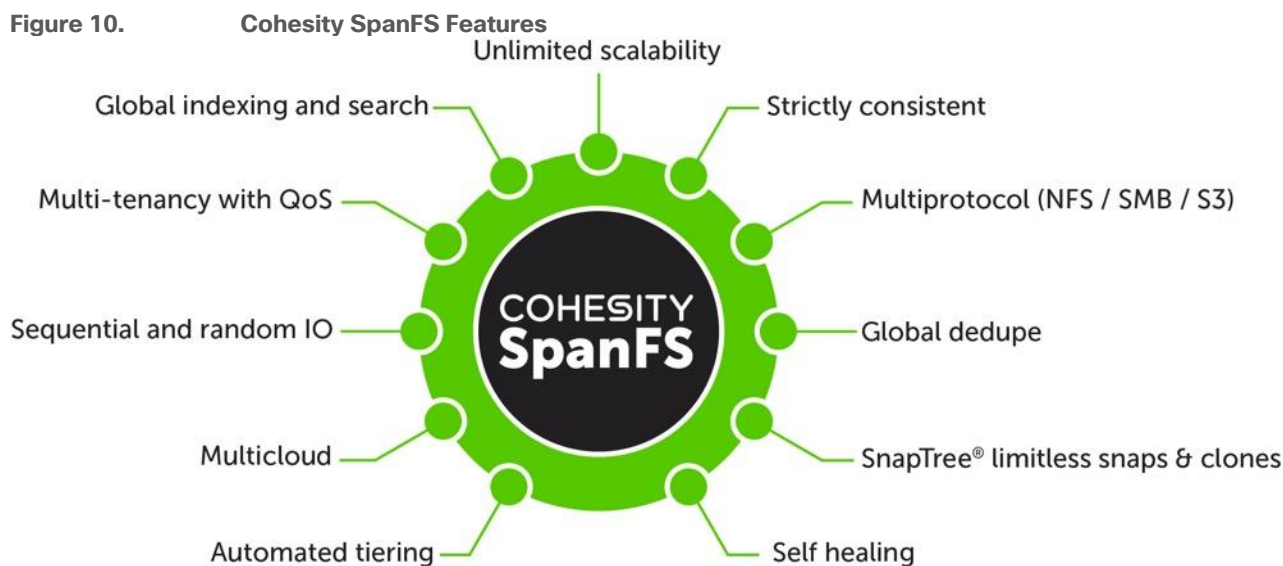 Figure 10. Cohesity SpanFS Features
Unlimited scalability
Global indexing and search
Strictly consistent
Multi-tenancy with QoS
Multiprotocol (NFS / SMB / S3)
COHESITY
SpanFS
Sequential and random IO
Global dedupe
Multicloud
SnapTree® limitless snaps & clones
Automated tiering
Self healing